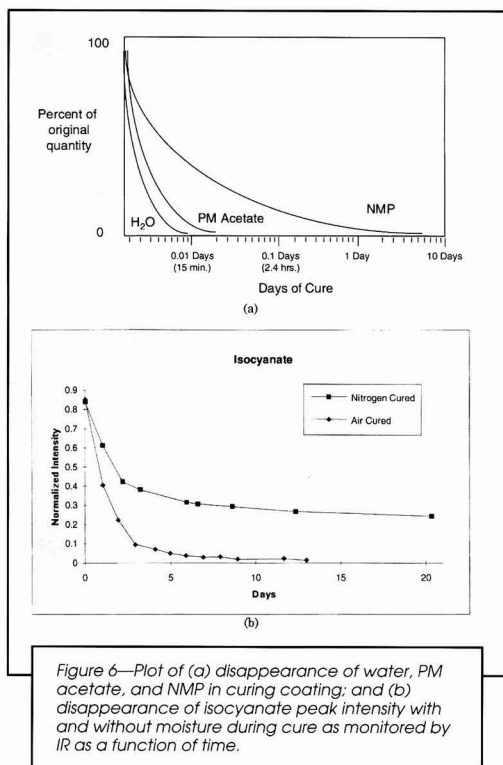 100
Percent of
original
quantity
0
H₂O
PM Acetate
NMP
0.01 Days
(15 min.)
0.1 Days
(2.4 hrs.)
1 Day
10 Days
Days of Cure
(a)
Isocyanate
Normalized Intensity
0.9
0.8
0.7
0.6
0.5
0.4
0.3
0.2
0.1
0
Nitrogen Cured
Air Cured
0 5 10 15 20
Days
(b)
Figure 6—Plot of (a) disappearance of water, PM
acetate, and NMP in curing coating; and (b)
disappearance of isocyanate peak intensity with
and without moisture during cure as monitored by
IR as a function of time.